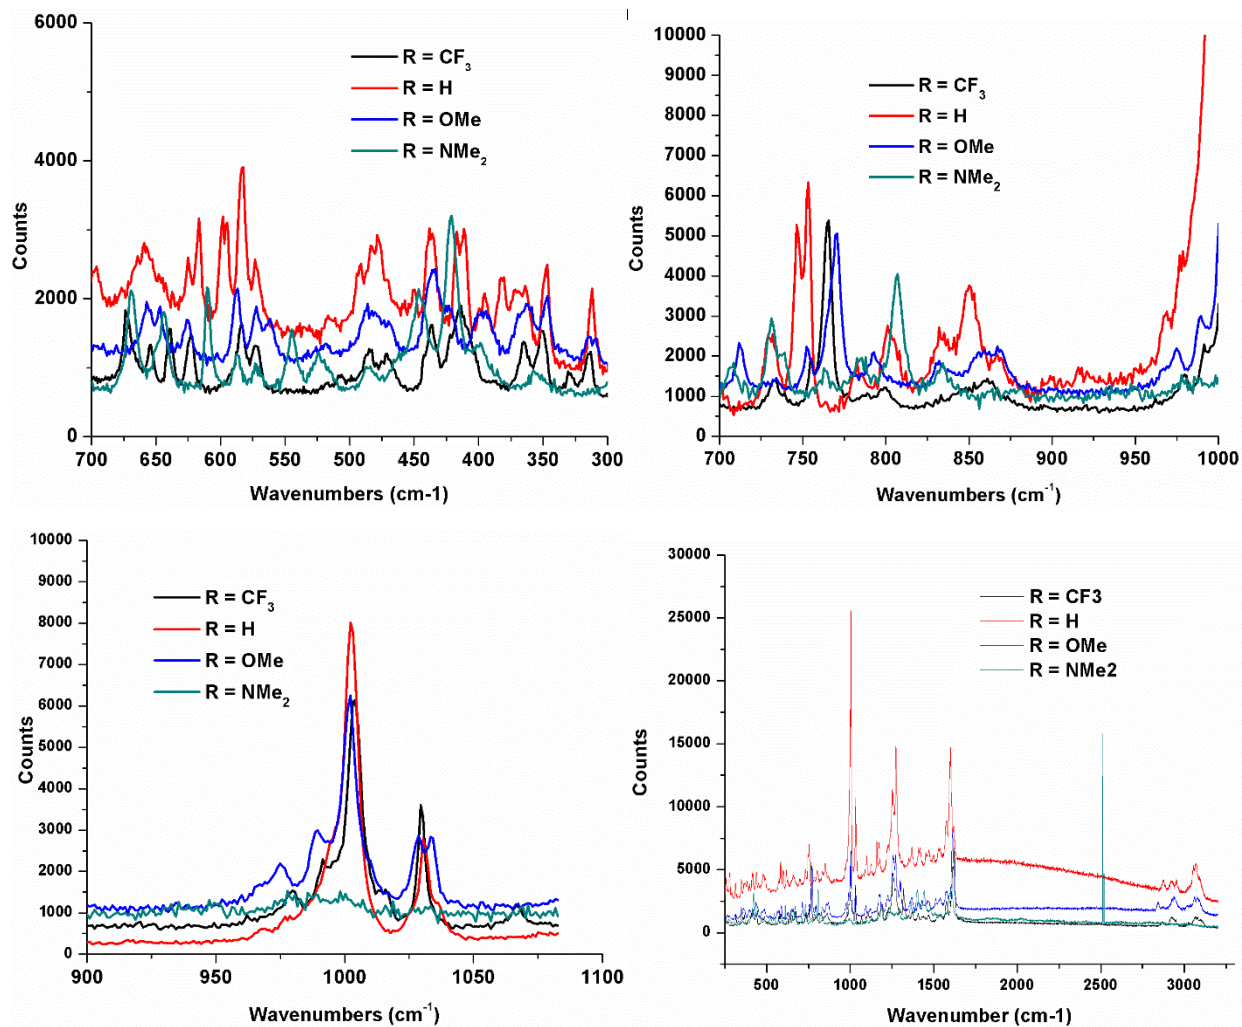 6000
4000
2000
0
Counts
R = CF3
R = H
R = OMe
R = NMe2
700 650 600 550 500 450 400 350 300
Wavenumbers (cm-1)
10000
9000
8000
7000
6000
5000
4000
3000
2000
1000
0
Counts
R = CF3
R = H
R = OMe
R = NMe2
700 750 800 850 900 950 1000
Wavenumbers (cm-1)
10000
9000
8000
7000
6000
5000
4000
3000
2000
1000
0
Counts
R = CF3
R = H
R = OMe
R = NMe2
900 950 1000 1050 1100
Wavenumbers (cm-1)
30000
25000
20000
15000
10000
5000
0
Counts
R = CF3
R = H
R = OMe
R = NMe2
500 1000 1500 2000 2500 3000
Wavenumber (cm-1)